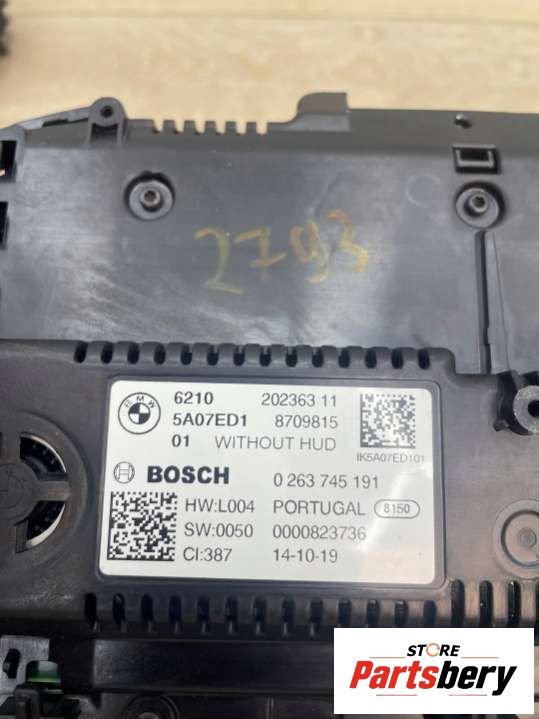 2793
BMW
6210 202363 11
5A07ED1 8709815
01 WITHOUT HUD
IK5A07ED101
BOSCH 0 263 745 191
HW:L004 PORTUGAL 8150
SW:0050 0000823736
CI:387 14-10-19
STORE
Partsbery